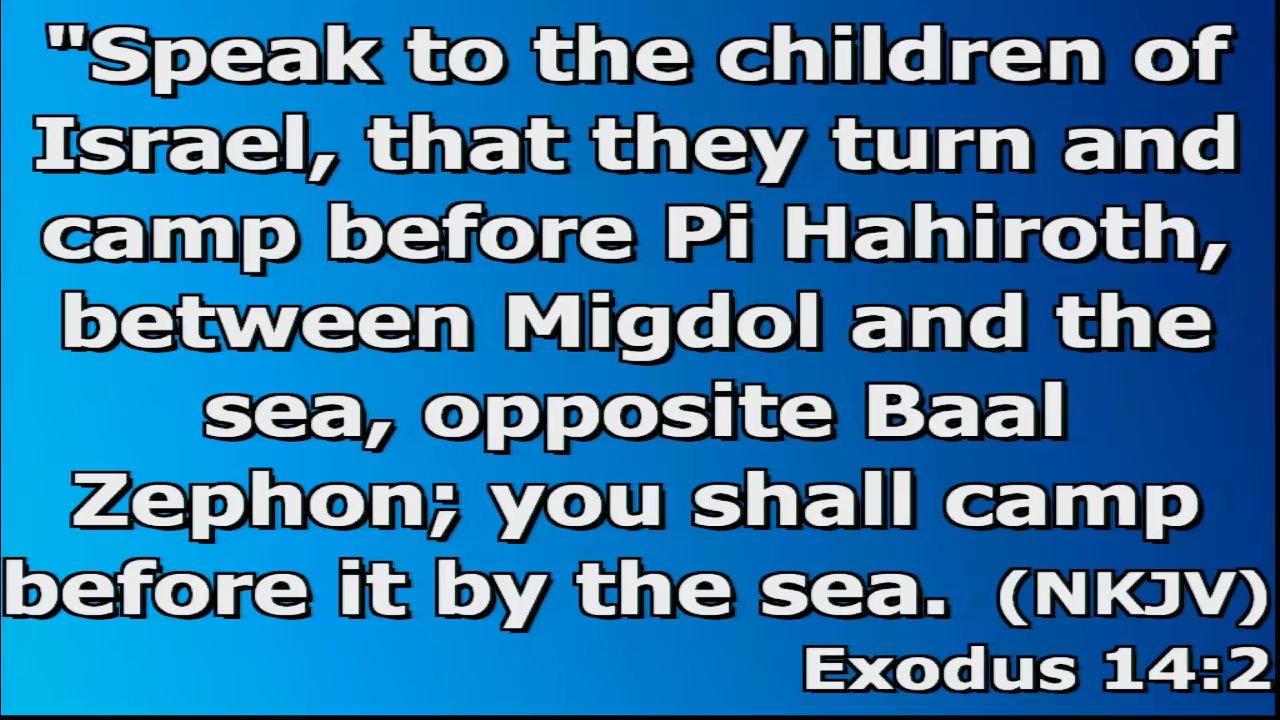 "Speak to the children of
Israel, that they turn and
camp before Pi Hahiroth,
between Migdol and the
sea, opposite Baal
Zephon; you shall camp
before it by the sea. (NKJV)
Exodus 14:2